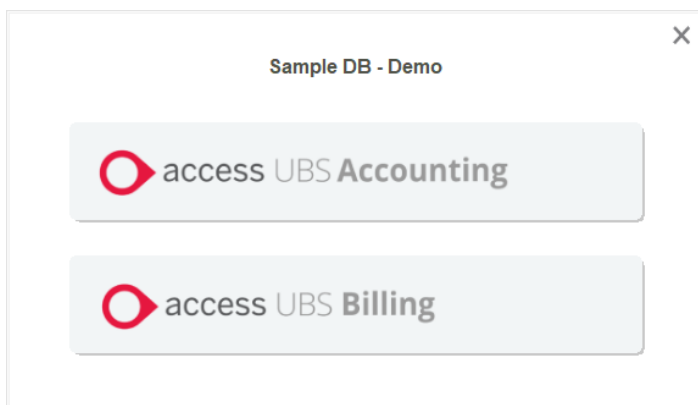 Sample DB - Demo
access UBS Accounting
access UBS Billing